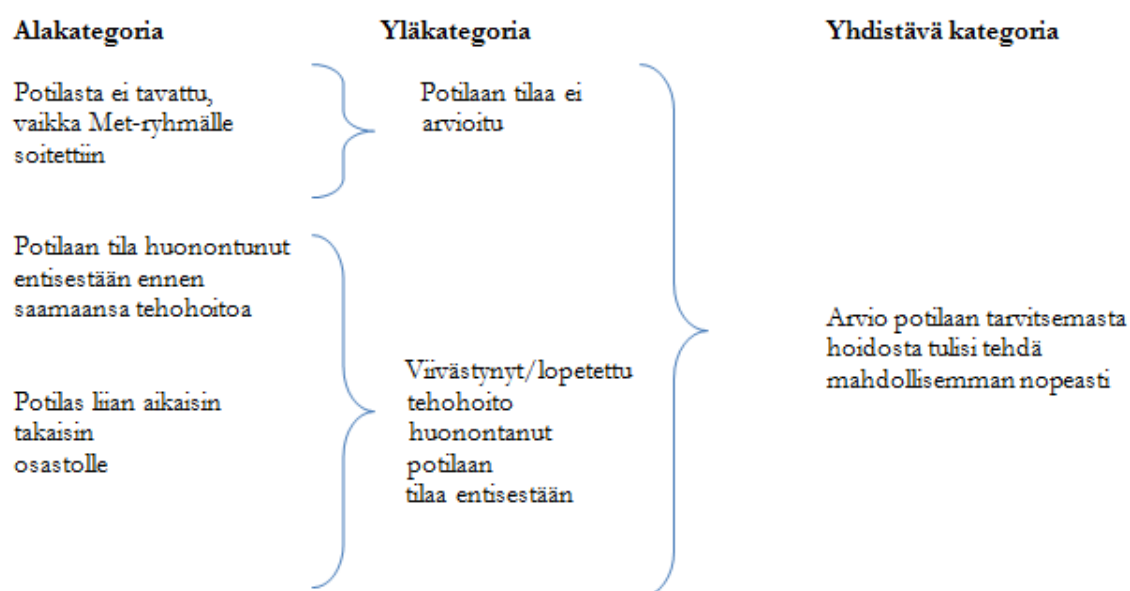 Alakategoria
Yläkategoria
Yhdistävä kategoria
Potilasta ei tavattu,
vaikka Met-ryhmälle
soitettiin
Potilaan tilaa ei
arvioitu
Potilaan tila huonontunut
entisestään ennen
saamaansa tehohoitoa
Potilas liian aikaisin
takaisin
osastolle
Viivästynyt/lopetettu
tehohoito
huonontanut
potilaan
tilaa entisestään
Arvio potilaan tarvitsemasta
hoidosta tulisi tehdä
mahdollisemman nopeasti